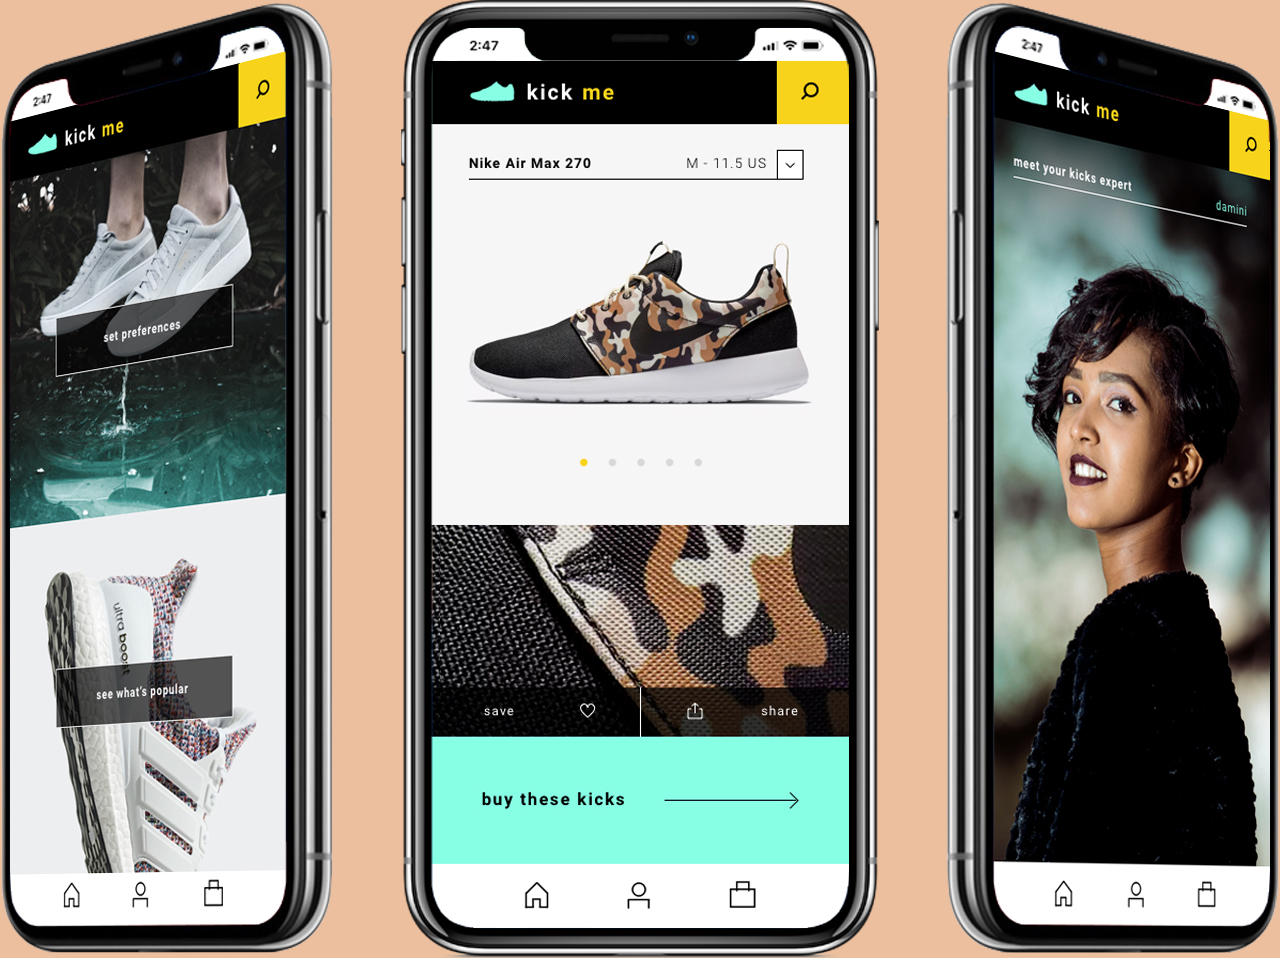 2:47
kick me
set preferences
ultra boost
see what's popular
2:47
kick me
Nike Air Max 270
M - 11.5 US
save
share
buy these kicks
2:47
kick me
meet your kicks expert
damini